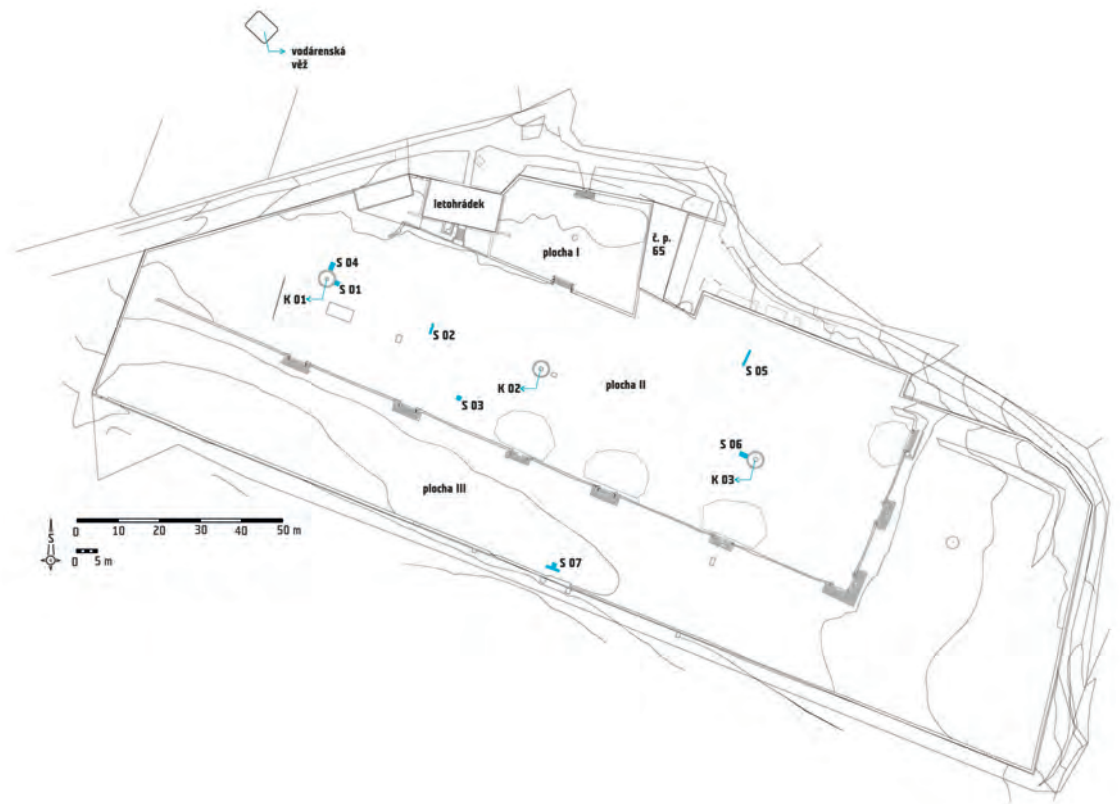 vodárenská
věž
letohrádek
č. p.
65
plocha I
S 04
S 01
K 01
S 02
S 05
K 02
plocha II
S 03
S 06
K 03
plocha III
S
0 10 20 30 40 50 m
0 5 m
S 07